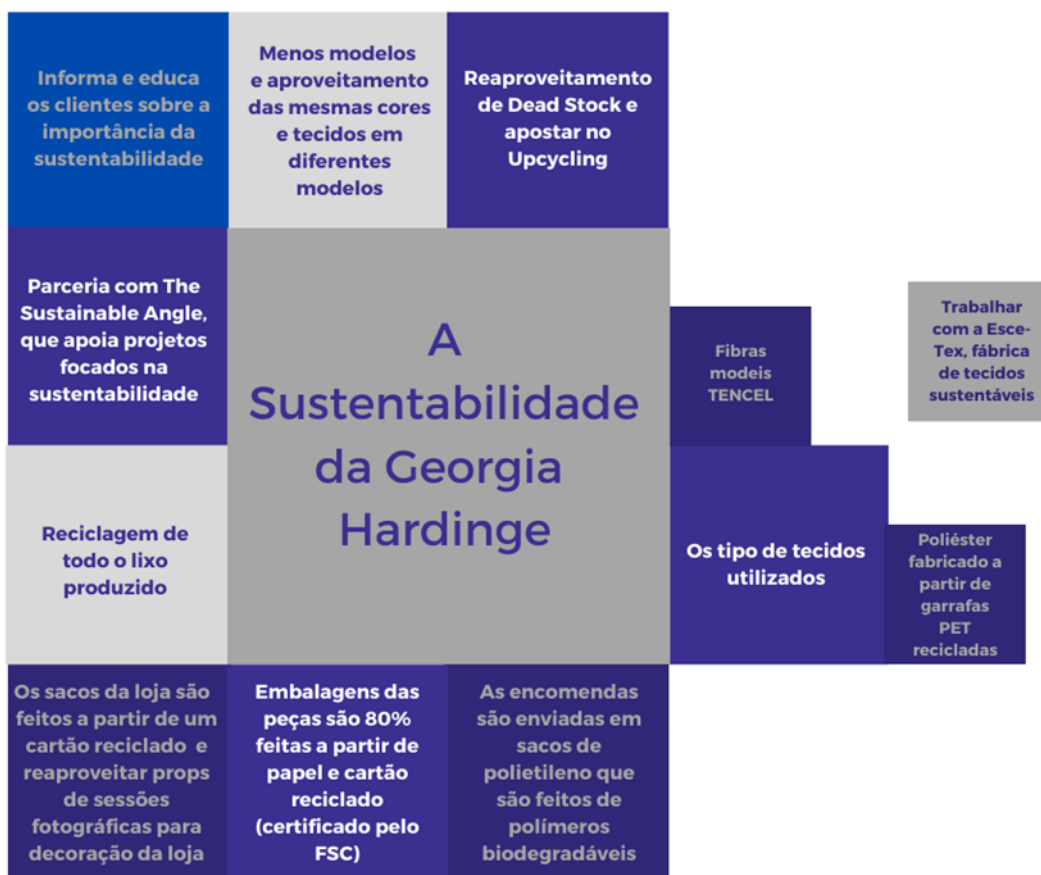 Informa e educa
os clientes sobre a
importância da
sustentabilidade
Menos modelos
e aproveitamento
das mesmas cores
e tecidos em
diferentes
modelos
Reaproveitamento
de Dead Stock e
apostar no
Upcycling
Parceria com The
Sustainable Angle,
que apoia projetos
focados na
sustentabilidade
A
Sustentabilidade
da Georgia
Hardinge
Fibras
modeis
TENCEL
Trabalhar
com a Esce-
Tex, fábrica
de tecidos
sustentáveis
Reciclagem de
todo o lixo
produzido
Os tipo de tecidos
utilizados
Poliéster
fabricado a
partir de
garrafas
PET
recicladas
Os sacos da loja são
feitos a partir de um
cartão reciclado e
reaproveitar props
de sessões
fotográficas para
decoração da loja
Embalagens das
peças são 80%
feitas a partir de
papel e cartão
reciclado
(certificado pelo
FSC)
As encomendas
são enviadas em
sacos de
polietileno que
são feitos de
polímeros
biodegradáveis